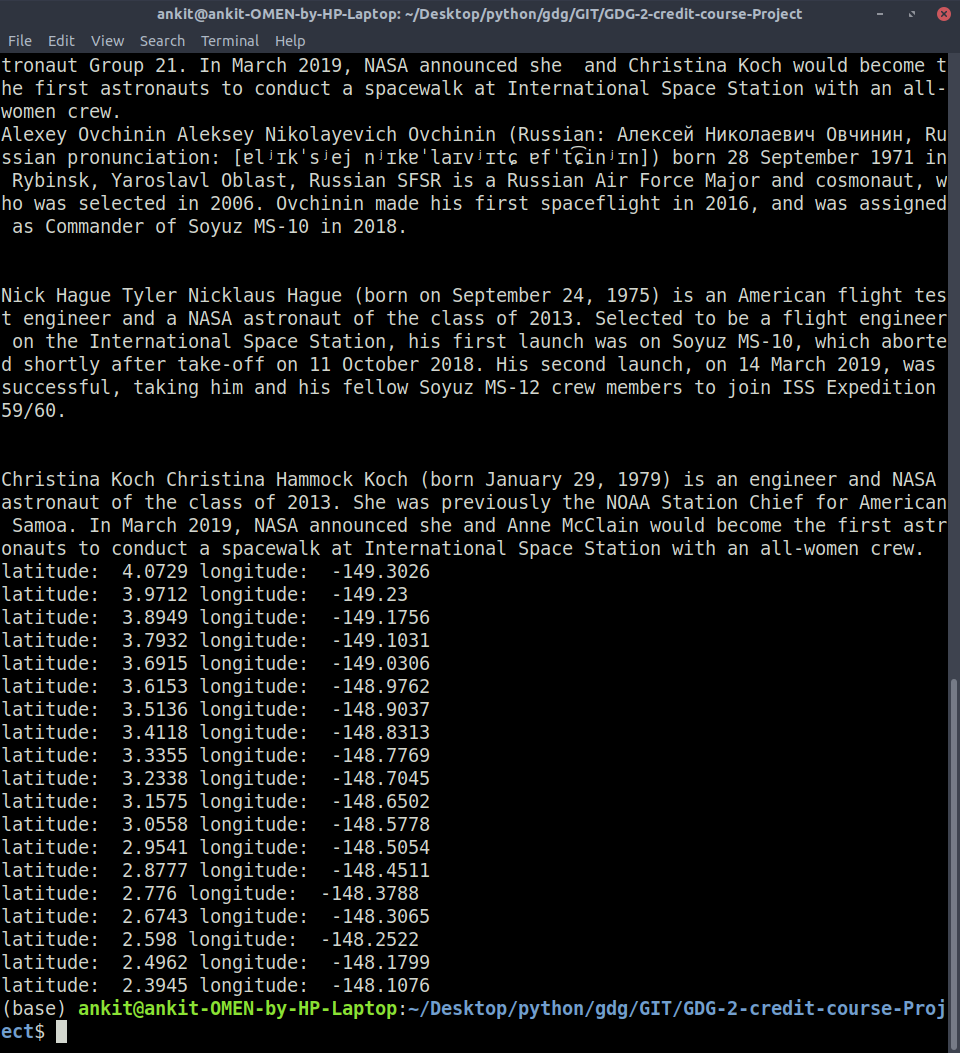 ankit@ankit-OMEN-by-HP-Laptop: ~/Desktop/python/gdg/GIT/GDG-2-credit-course-Project
File Edit View Search Terminal Help
tronaut Group 21. In March 2019, NASA announced she  and Christina Koch would become t
he first astronauts to conduct a spacewalk at International Space Station with an all-
women crew.
Alexey Ovchinin Aleksey Nikolayevich Ovchinin (Russian: Алексей Николаевич Овчинин, Ru
ssian pronunciation: [ɐlʲɪkˈsʲej nʲɪkɐˈlaɪvʲɪtɕ ɐfˈt͡ɕinʲɪn]) born 28 September 1971 in
 Rybinsk, Yaroslavl Oblast, Russian SFSR is a Russian Air Force Major and cosmonaut, w
ho was selected in 2006. Ovchinin made his first spaceflight in 2016, and was assigned
 as Commander of Soyuz MS-10 in 2018.
Nick Hague Tyler Nicklaus Hague (born on September 24, 1975) is an American flight tes
t engineer and a NASA astronaut of the class of 2013. Selected to be a flight engineer
 on the International Space Station, his first launch was on Soyuz MS-10, which aborte
d shortly after take-off on 11 October 2018. His second launch, on 14 March 2019, was
successful, taking him and his fellow Soyuz MS-12 crew members to join ISS Expedition
59/60.
Christina Koch Christina Hammock Koch (born January 29, 1979) is an engineer and NASA
astronaut of the class of 2013. She was previously the NOAA Station Chief for American
 Samoa. In March 2019, NASA announced she and Anne McClain would become the first astr
onauts to conduct a spacewalk at International Space Station with an all-women crew.
latitude:  4.0729 longitude:  -149.3026
latitude:  3.9712 longitude:  -149.23
latitude:  3.8949 longitude:  -149.1756
latitude:  3.7932 longitude:  -149.1031
latitude:  3.6915 longitude:  -149.0306
latitude:  3.6153 longitude:  -148.9762
latitude:  3.5136 longitude:  -148.9037
latitude:  3.4118 longitude:  -148.8313
latitude:  3.3355 longitude:  -148.7769
latitude:  3.2338 longitude:  -148.7045
latitude:  3.1575 longitude:  -148.6502
latitude:  3.0558 longitude:  -148.5778
latitude:  2.9541 longitude:  -148.5054
latitude:  2.8777 longitude:  -148.4511
latitude:  2.776 longitude:  -148.3788
latitude:  2.6743 longitude:  -148.3065
latitude:  2.598 longitude:  -148.2522
latitude:  2.4962 longitude:  -148.1799
latitude:  2.3945 longitude:  -148.1076
(base) ankit@ankit-OMEN-by-HP-Laptop:~/Desktop/python/gdg/GIT/GDG-2-credit-course-Proj
ect$